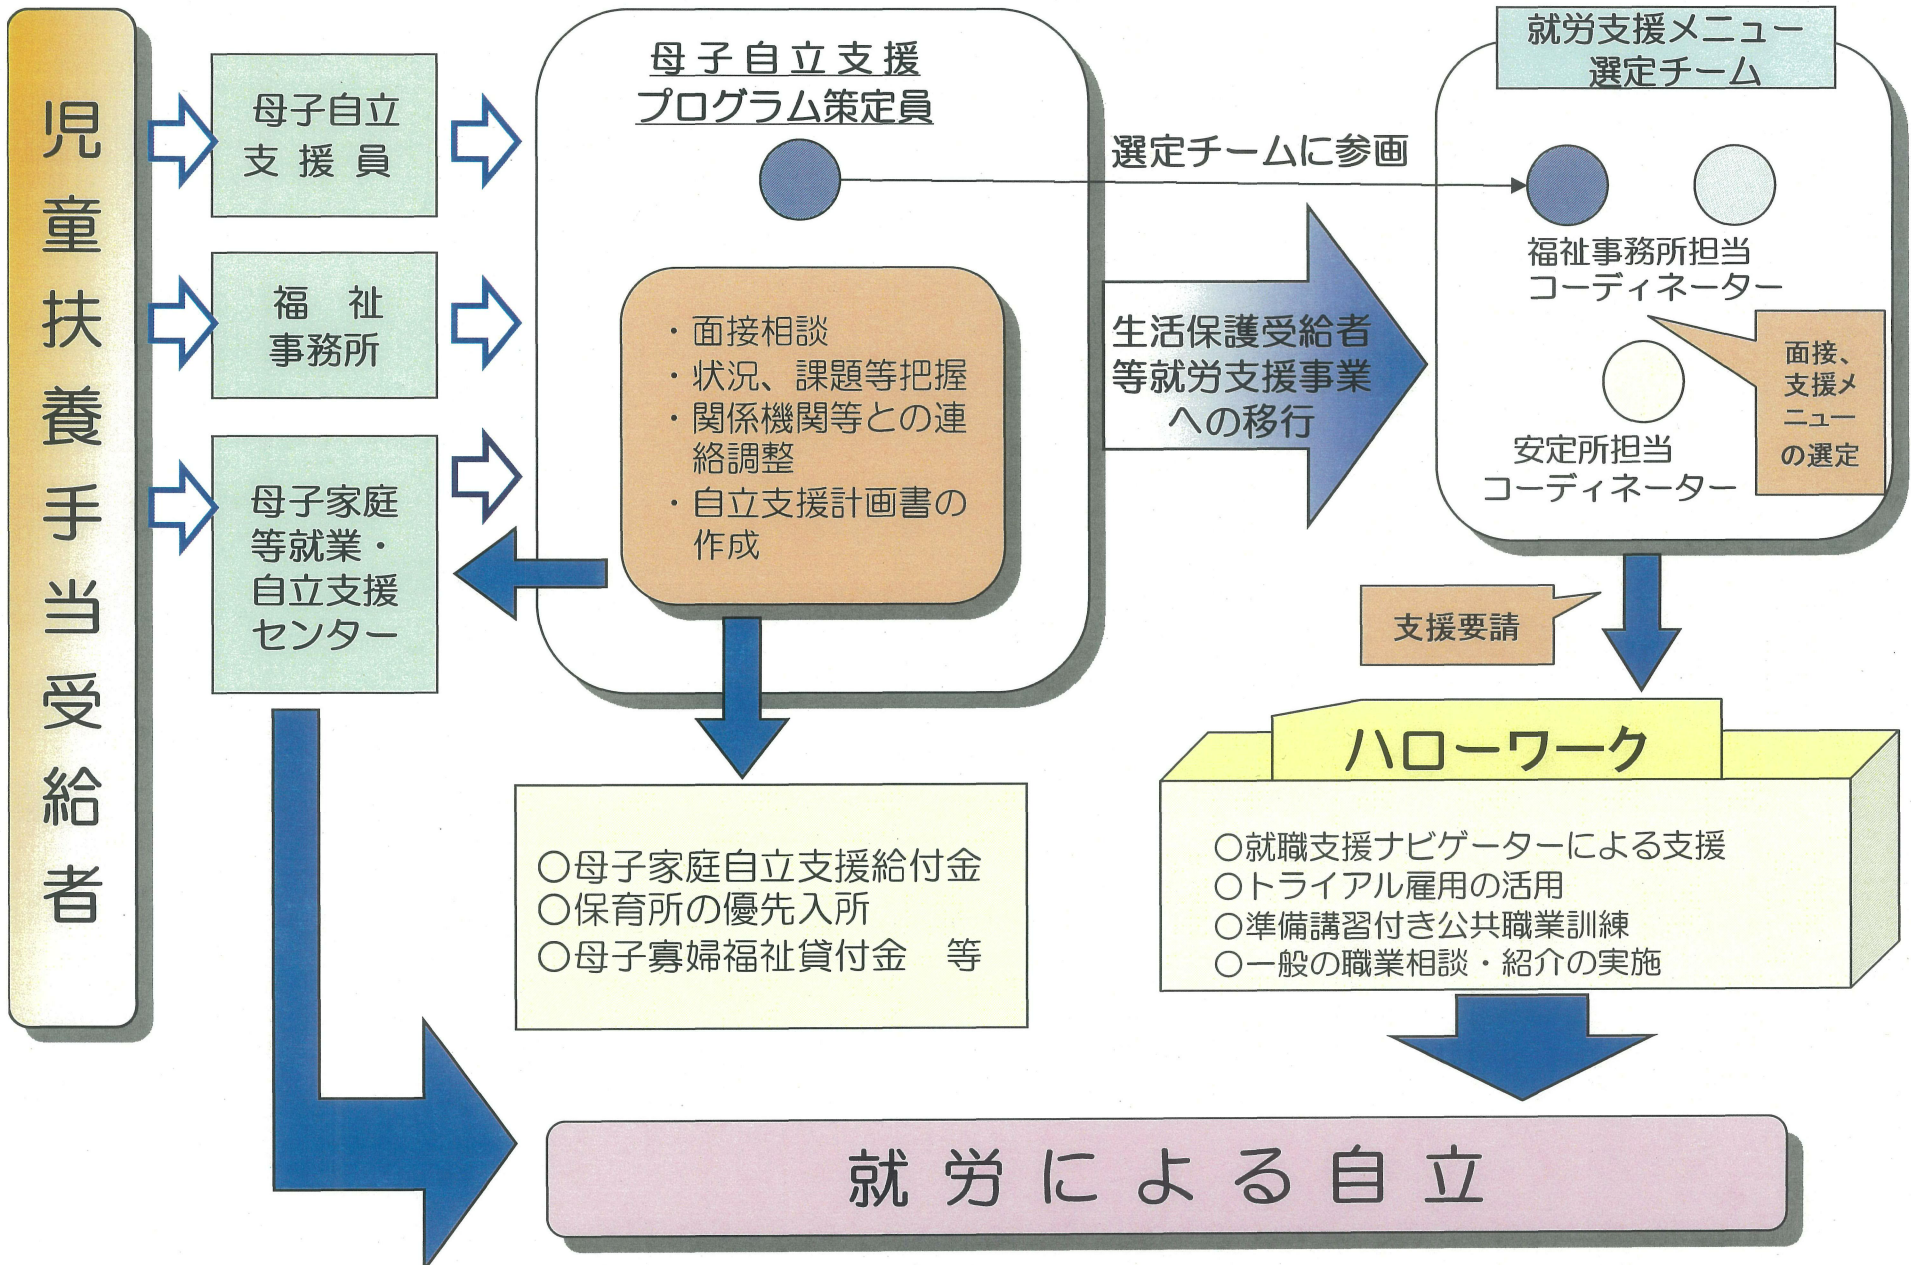 児童扶養手当受給者
母子自立
支援員
福 祉
事務所
母子家庭
等就業・
自立支援
センター
母子自立支援
プログラム策定員
・面接相談
・状況、課題等把握
・関係機関等との連
絡調整
・自立支援計画書の
作成
選定チームに参画
生活保護受給者
等就労支援事業
への移行
就労支援メニュー
選定チーム
福祉事務所担当
コーディネーター
面接、
支援メ
ニュー
の選定
安定所担当
コーディネーター
支援要請
ハローワーク
○就職支援ナビゲーターによる支援
○トライアル雇用の活用
○準備講習付き公共職業訓練
○一般の職業相談・紹介の実施
○母子家庭自立支援給付金
○保育所の優先入所
○母子寡婦福祉貸付金 等
就労による自立